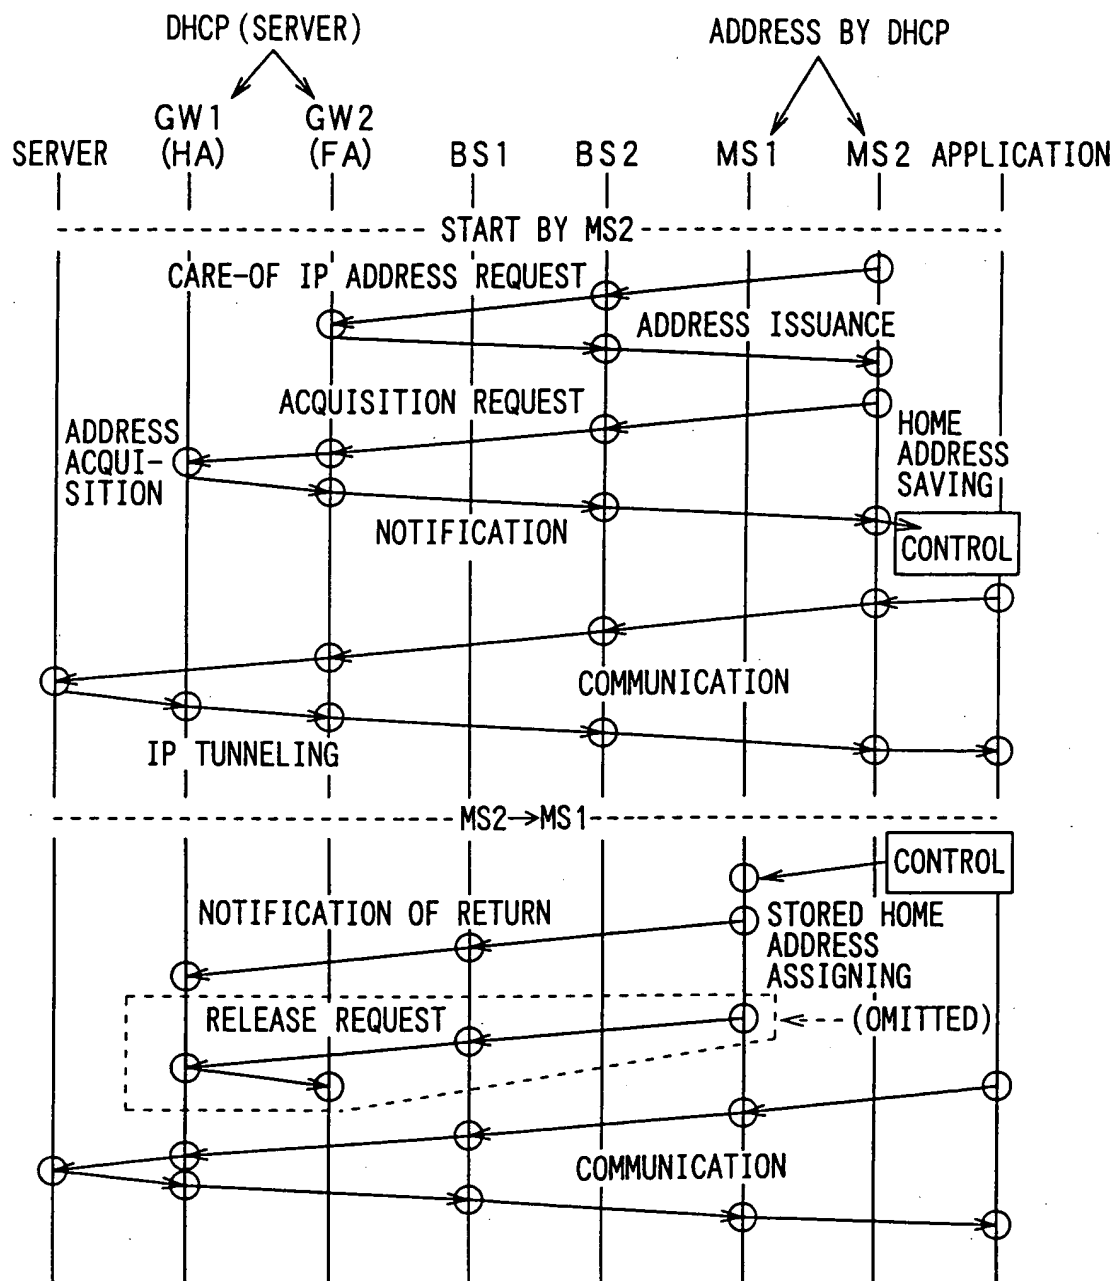 DHCP (SERVER)
ADDRESS BY DHCP
GW1
(HA)
GW2
(FA)
SERVER
BS1
BS2
MS1
MS2
APPLICATION
START BY MS2
CARE-OF IP ADDRESS REQUEST
ADDRESS ISSUANCE
ACQUISITION REQUEST
ADDRESS
ACQUI-
SITION
HOME
ADDRESS
SAVING
NOTIFICATION
CONTROL
COMMUNICATION
IP TUNNELING
MS2→MS1
CONTROL
NOTIFICATION OF RETURN
STORED HOME
ADDRESS
ASSIGNING
RELEASE REQUEST
(OMITTED)
COMMUNICATION